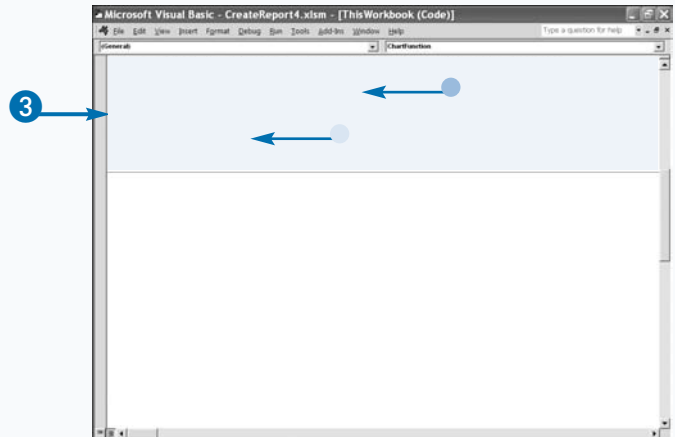 Microsoft Visual Basic - CreateReport4.xlsm - [ThisWorkbook (Code)]
File Edit View Insert Format Debug Run Tools Add-Ins Window Help Type a question for help
(General) ChartFunction
3